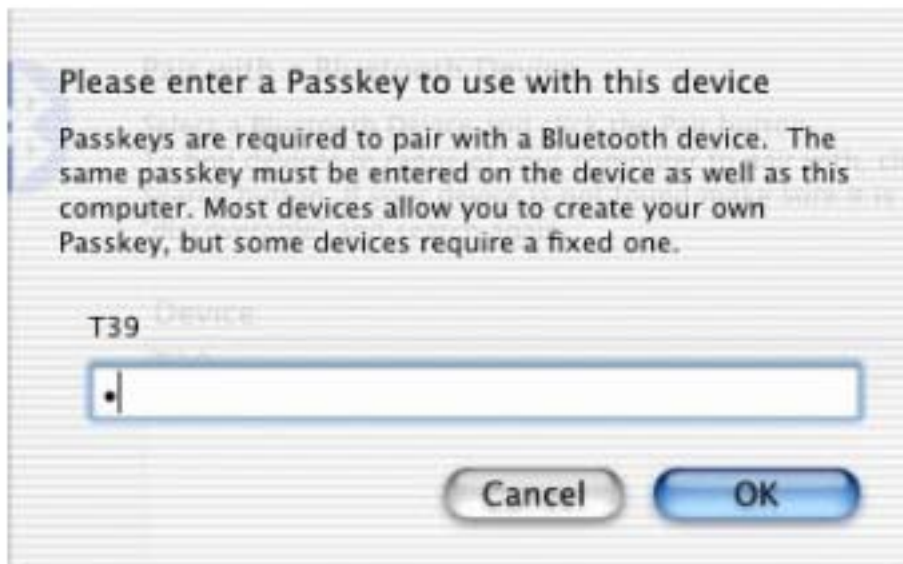 Please enter a Passkey to use with this device
Passkeys are required to pair with a Bluetooth device. The
same passkey must be entered on the device as well as this
computer. Most devices allow you to create your own
Passkey, but some devices require a fixed one.
Device
T39
•
Cancel
OK